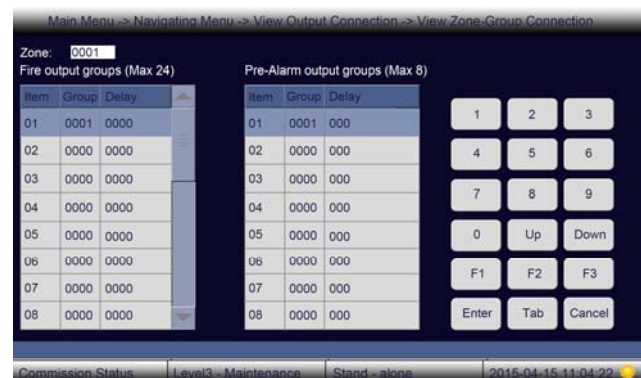 Main Menu -> Navigating Menu -> View Output Connection -> View Zone-Group Connection
Zone: 0001
Fire output groups (Max 24)
Item Group Delay
01 0001 0000
02 0000 0000
03 0000 0000
04 0000 0000
05 0000 0000
06 0000 0000
07 0000 0000
08 0000 0000
Pre-Alarm output groups (Max 8)
Item Group Delay
01 0001 000
02 0000 000
03 0000 000
04 0000 000
05 0000 000
06 0000 000
07 0000 000
08 0000 000
1 2 3
4 5 6
7 8 9
0 Up Down
F1 F2 F3
Enter Tab Cancel
Commission Status Level3 - Maintenance Stand - alone 2015-04-15 11:04:22